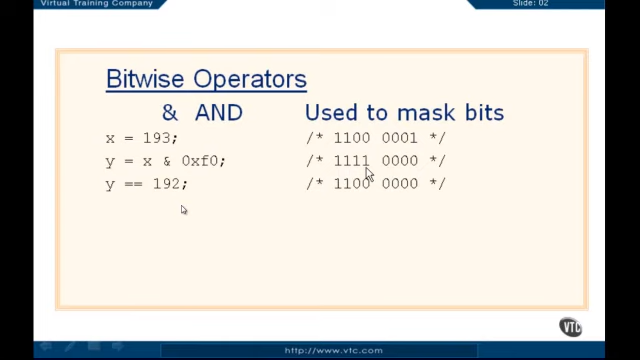 Virtual Training Company Slide: 02
Bitwise Operators
& AND Used to mask bits
x = 193; /* 1100 0001 */
y = x & 0xf0; /* 1111 0000 */
y == 192; /* 1100 0000 */
VTC
http://www.vtc.com